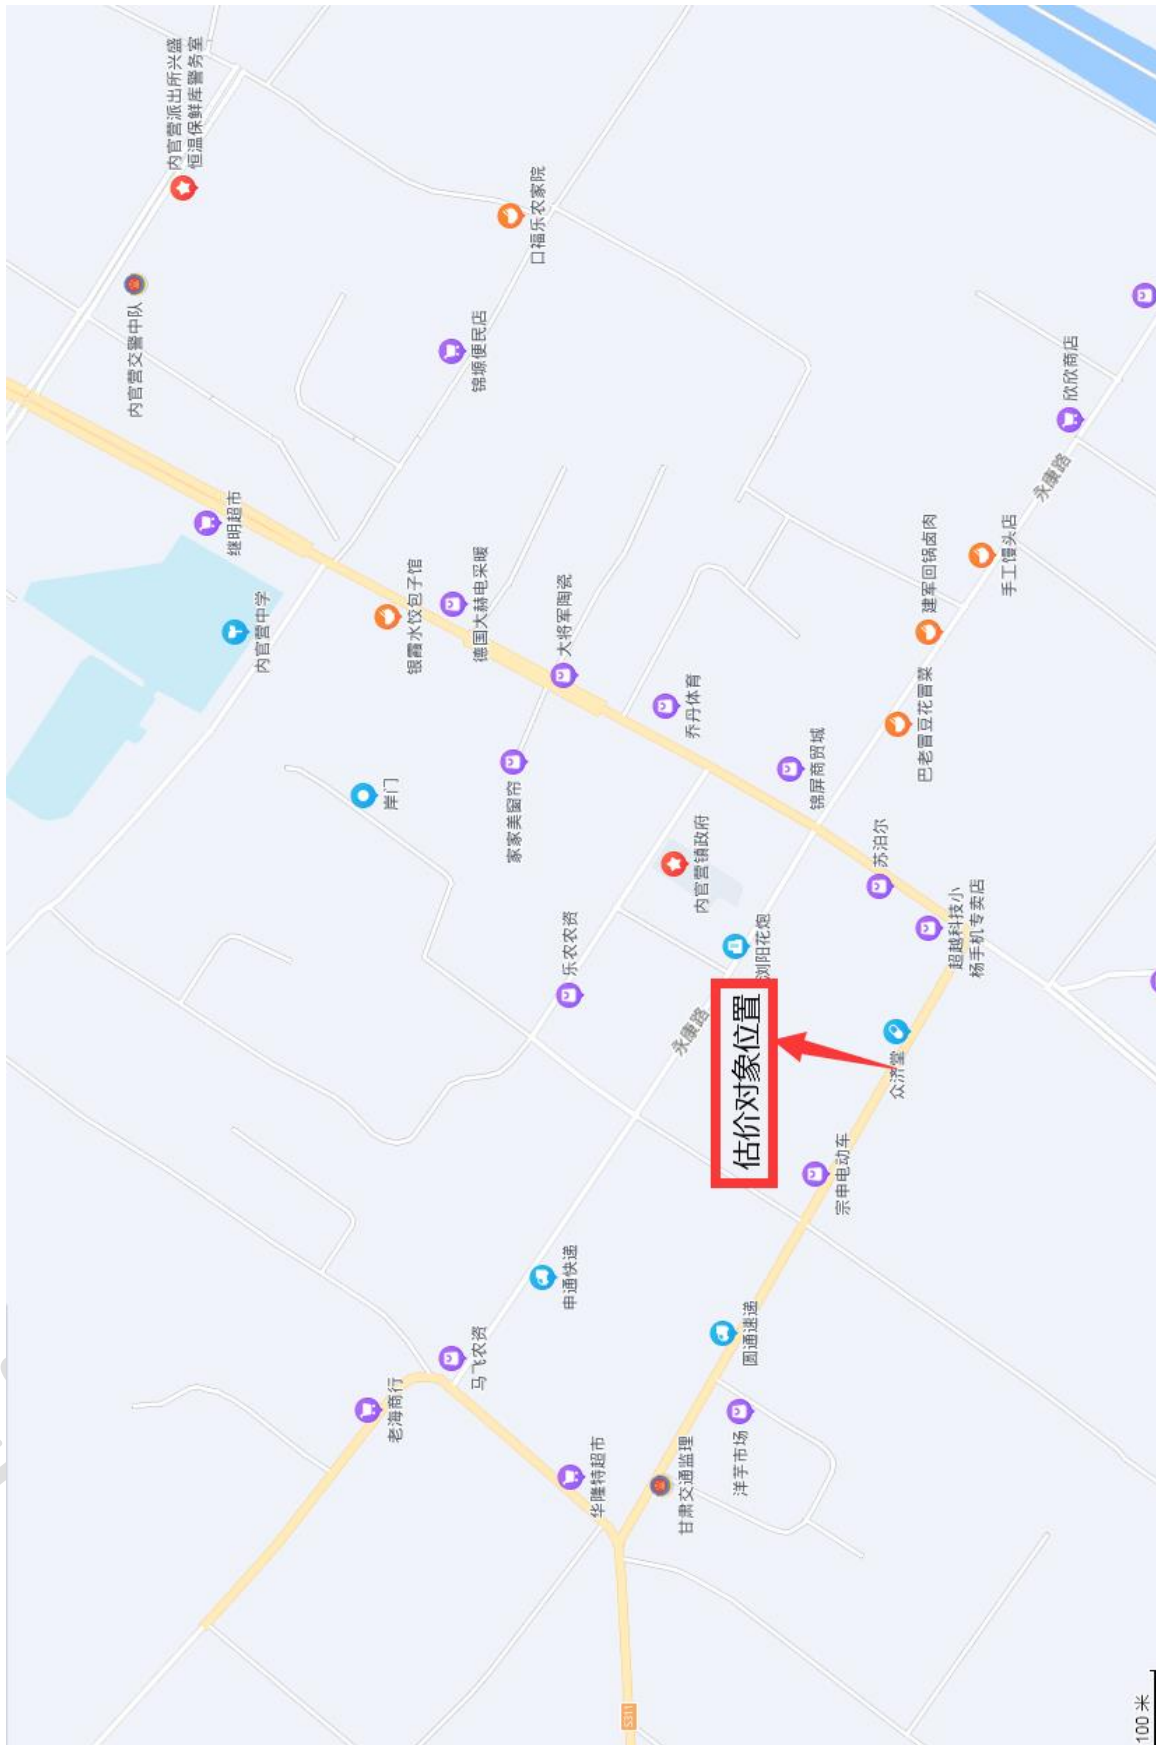 内官营派出所兴盛
恒温保鲜库警务室
内官营交警中队
口福乐农家院
锦塬便民店
继明超市
内官营中学
银霞水饺包子馆
德国大赫电采暖
大将军陶瓷
乔丹体育
家家美窗帘
岸门
内官营镇政府
锦屏商贸城
欣欣商店
永康路
手工馒头店
建军回锅卤肉
巴老冒豆花冒菜
苏泊尔
超越科技小
杨手机专卖店
浏阳花炮
乐农农资
永康路
估价对象位置
众济堂
宗申电动车
申通快递
圆通速递
马飞农资
老海商行
华隆特超市
甘肃交通监理
洋芋市场
S311
100 米